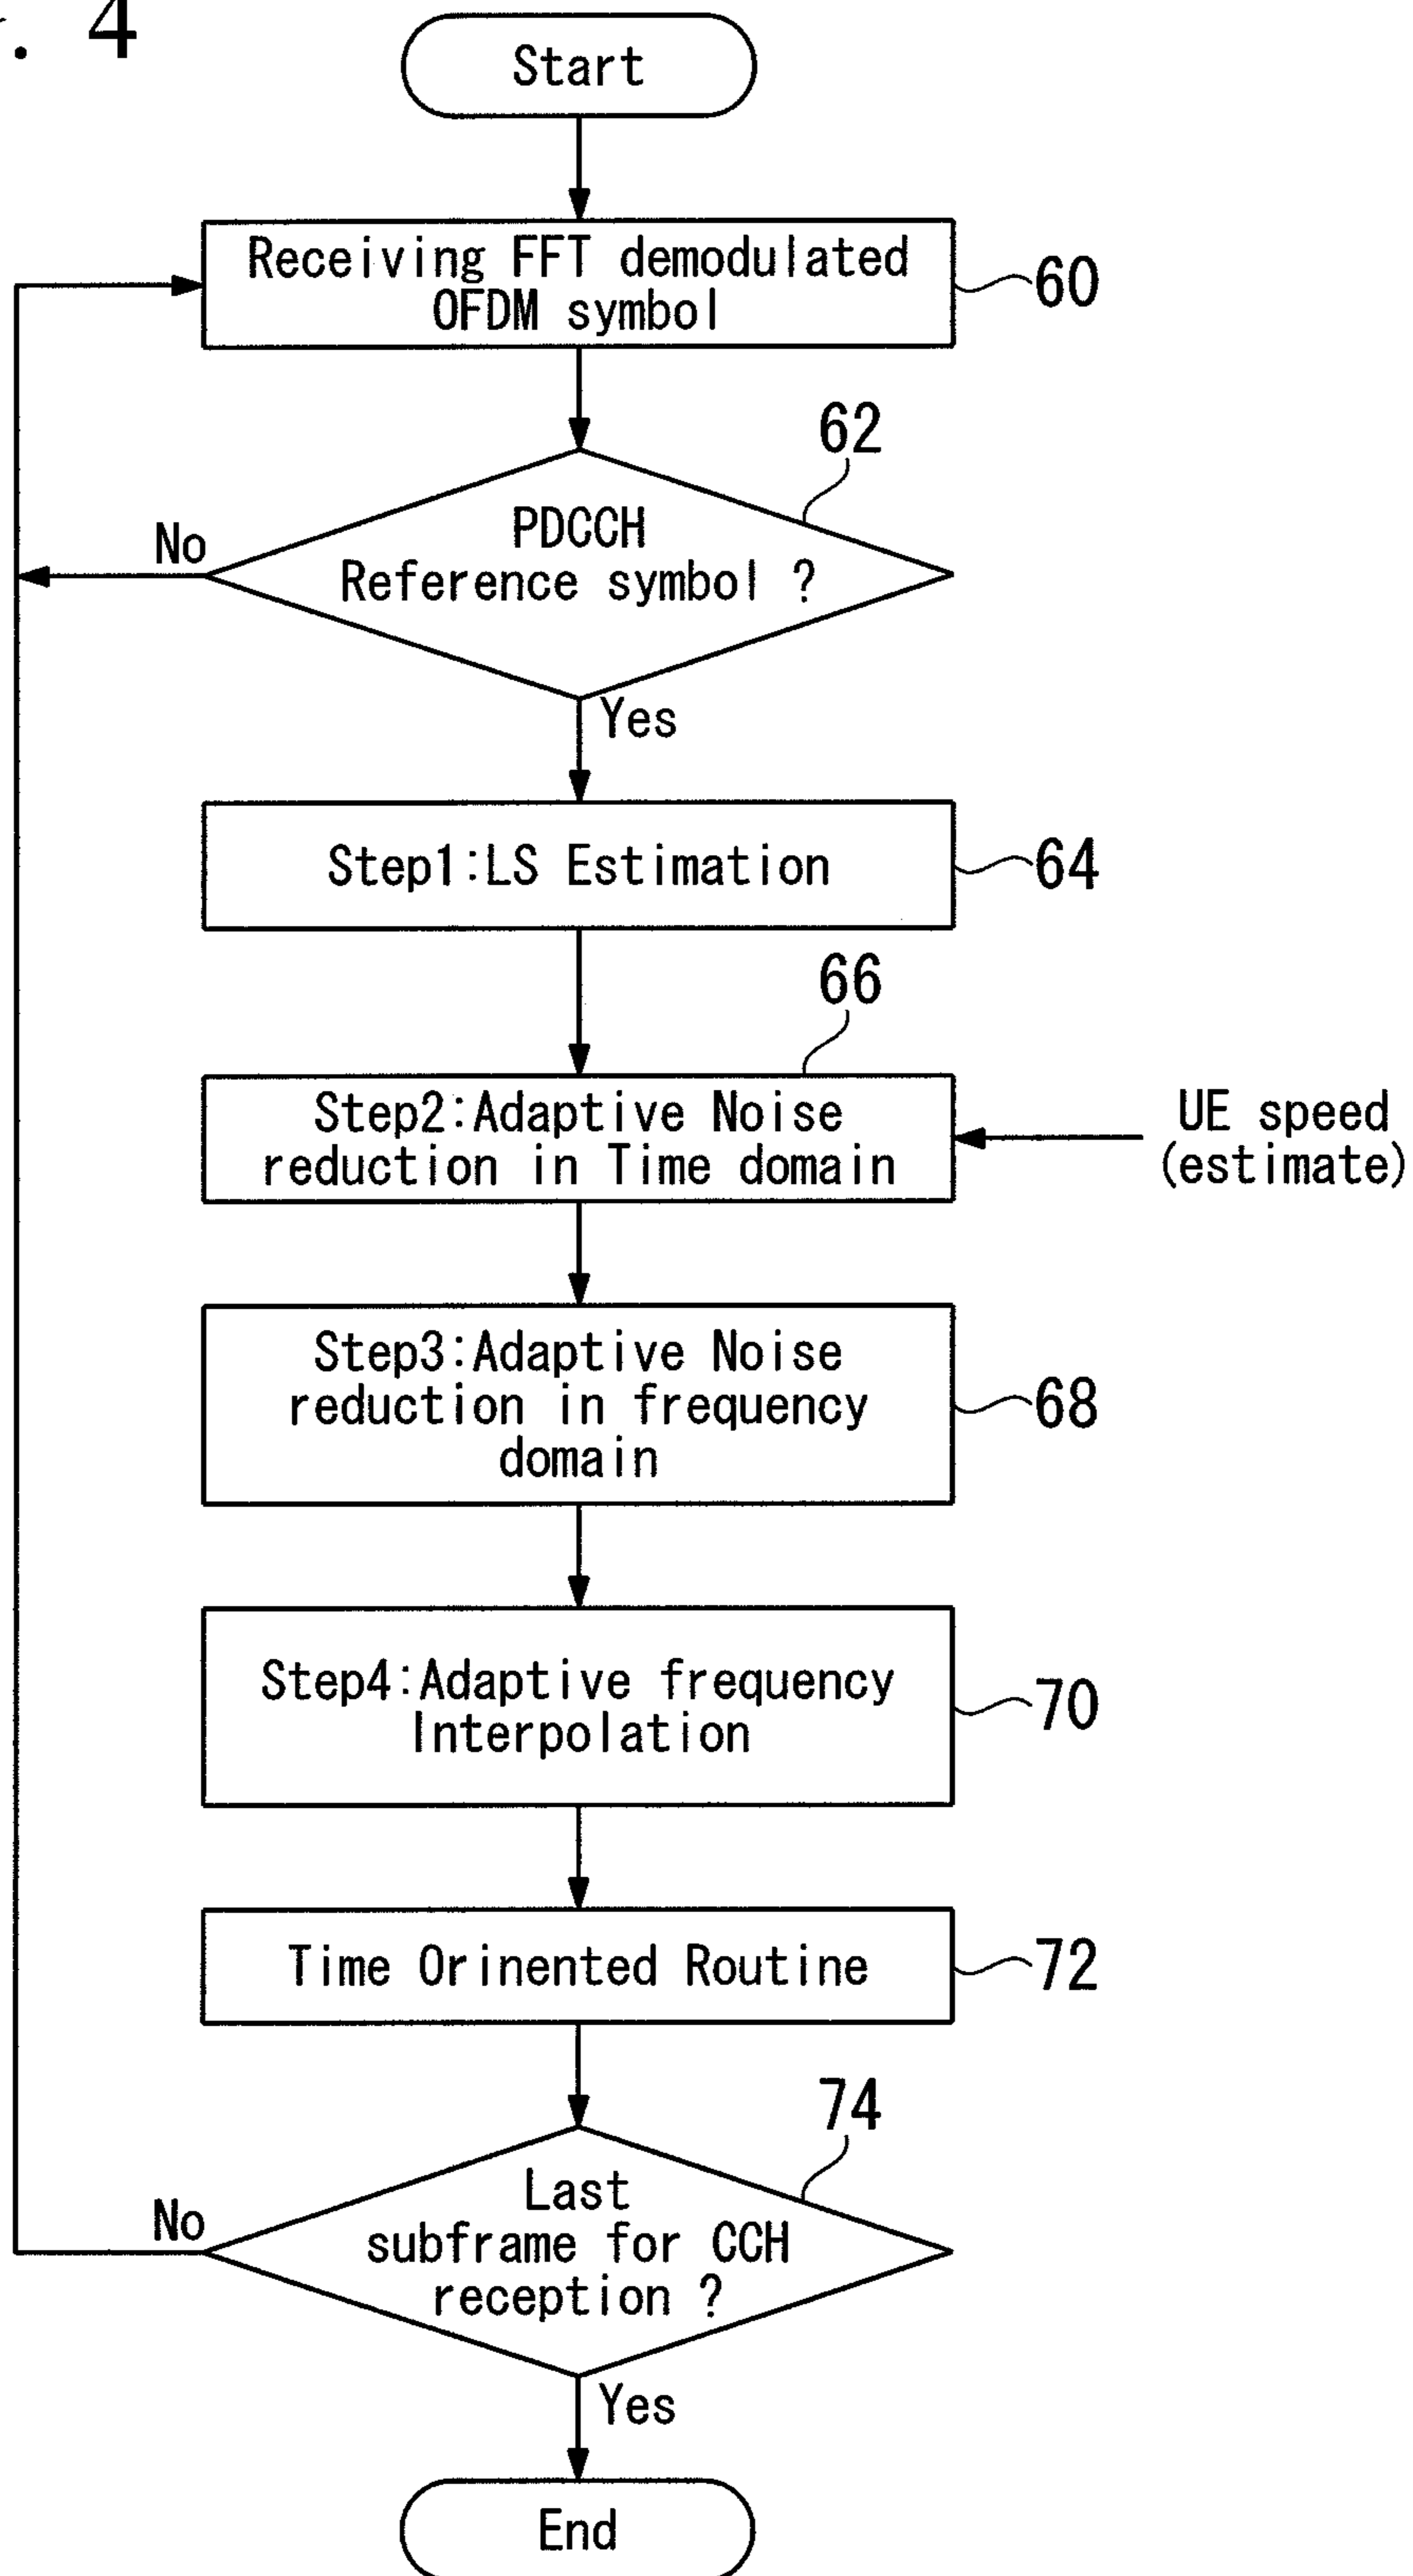 . 4
Start
Receiving FFT demodulated
OFDM symbol
60
62
PDCCH
Reference symbol ?
No
Yes
Step1:LS Estimation
64
66
Step2:Adaptive Noise
reduction in Time domain
UE speed
(estimate)
Step3:Adaptive Noise
reduction in frequency
domain
68
Step4:Adaptive frequency
Interpolation
70
Time Orinented Routine
72
74
Last
subframe for CCH
reception ?
No
Yes
End